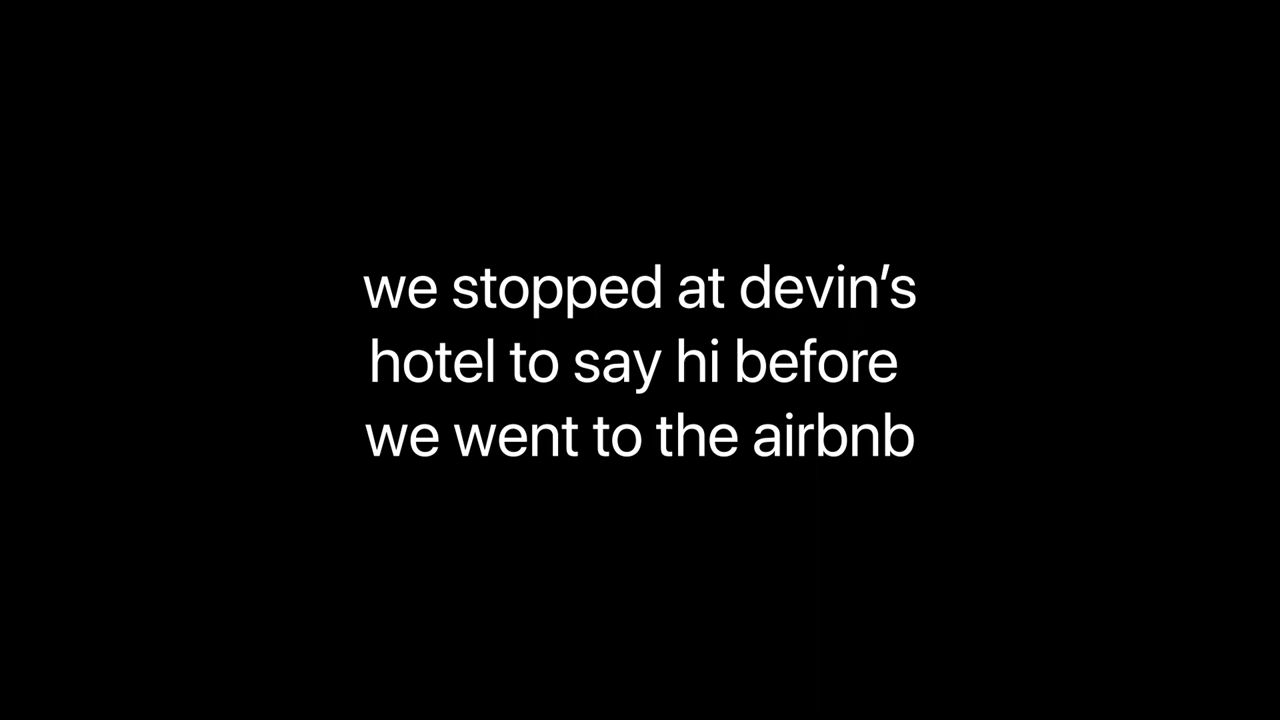 we stopped at devin’s
hotel to say hi before
we went to the airbnb